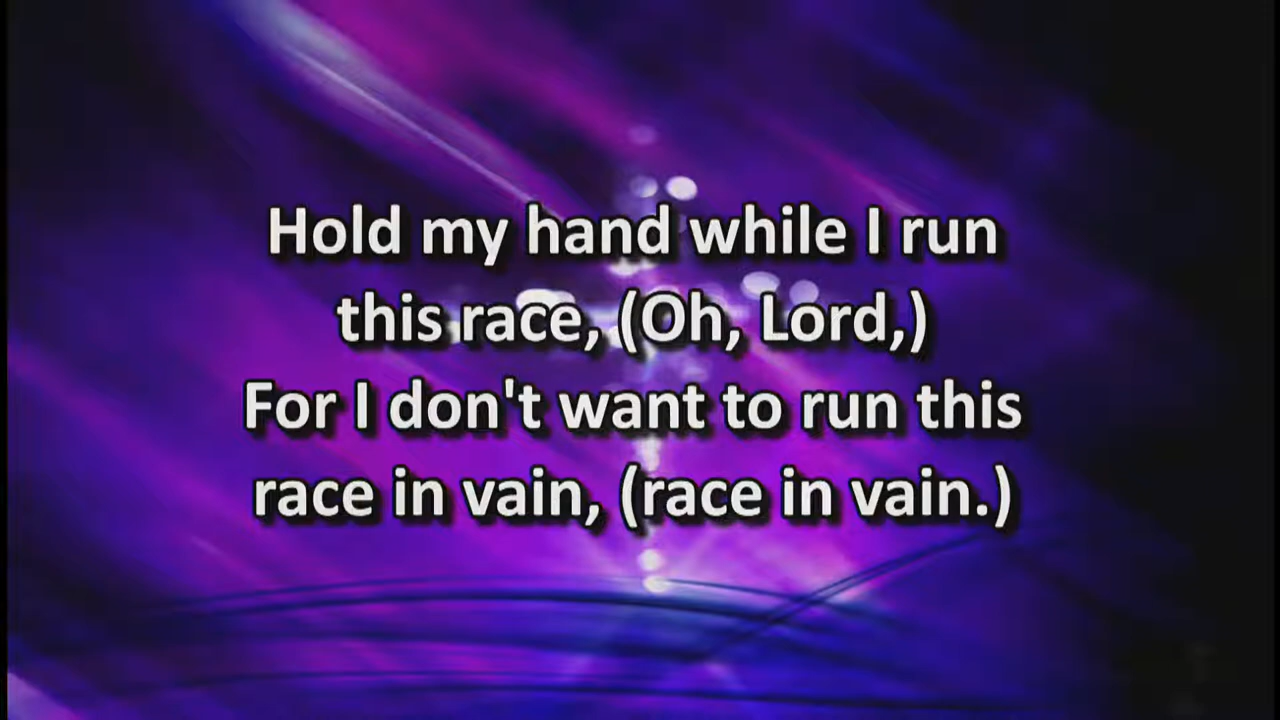 Hold my hand while I run
this race, (Oh, Lord,)
For I don't want to run this
race in vain, (race in vain.)